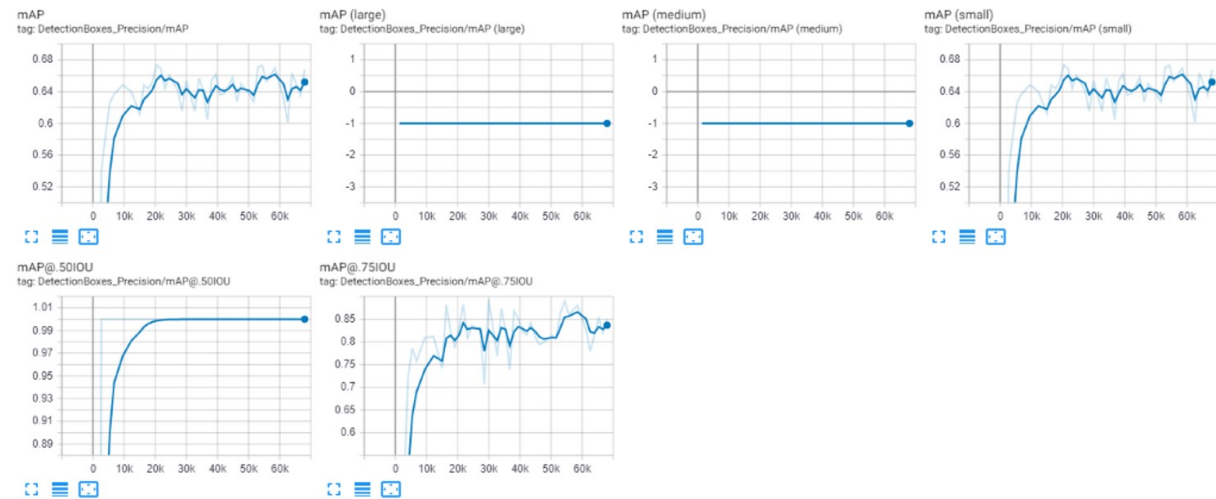 mAP
tag: DetectionBoxes_Precision/mAP
0.68
0.64
0.6
0.56
0.52
0 10k 20k 30k 40k 50k 60k
mAP (large)
tag: DetectionBoxes_Precision/mAP (large)
1
0
-1
-2
-3
0 10k 20k 30k 40k 50k 60k
mAP (medium)
tag: DetectionBoxes_Precision/mAP (medium)
1
0
-1
-2
-3
0 10k 20k 30k 40k 50k 60k
mAP (small)
tag: DetectionBoxes_Precision/mAP (small)
0.68
0.64
0.6
0.56
0.52
0 10k 20k 30k 40k 50k 60k
mAP@.50IOU
tag: DetectionBoxes_Precision/mAP@.50IOU
1.01
0.99
0.97
0.95
0.93
0.91
0.89
0 10k 20k 30k 40k 50k 60k
mAP@.75IOU
tag: DetectionBoxes_Precision/mAP@.75IOU
0.85
0.8
0.75
0.7
0.65
0.6
0 10k 20k 30k 40k 50k 60k